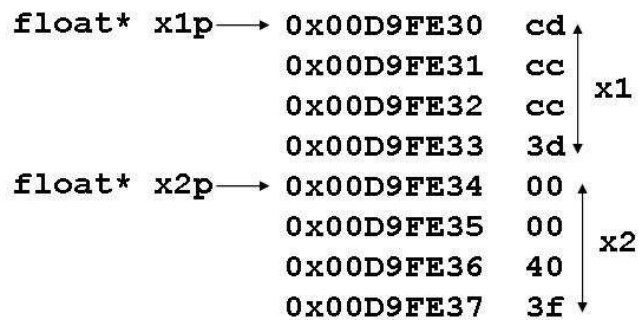 float* x1p 0x00D9FE30 cd
0x00D9FE31 cc
0x00D9FE32 cc
x1
0x00D9FE33 3d
float* x2p 0x00D9FE34 00
0x00D9FE35 00
x2
0x00D9FE36 40
0x00D9FE37 3f